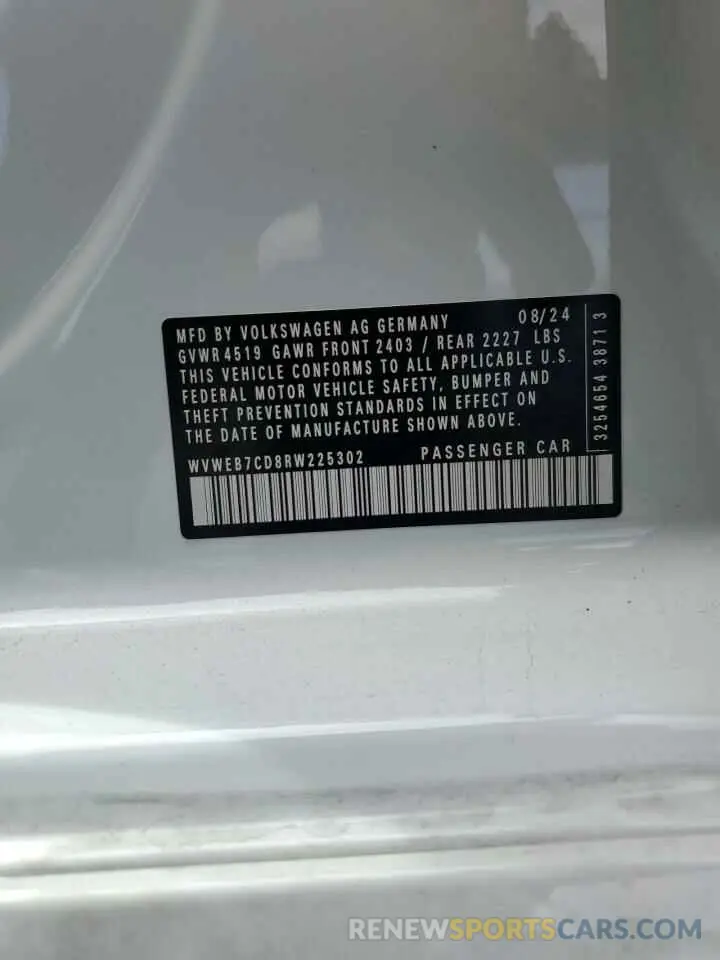 MFD BY VOLKSWAGEN AG GERMANY 08/24
GVWR 4519 GAWR FRONT 2403 / REAR 2227 LBS
THIS VEHICLE CONFORMS TO ALL APPLICABLE U.S.
FEDERAL MOTOR VEHICLE SAFETY, BUMPER AND
THEFT PREVENTION STANDARDS IN EFFECT ON
THE DATE OF MANUFACTURE SHOWN ABOVE.
WVWEB7CD8RW225302 PASSENGER CAR
3254654 3871 3
RENEWSPORTSCARS.COM